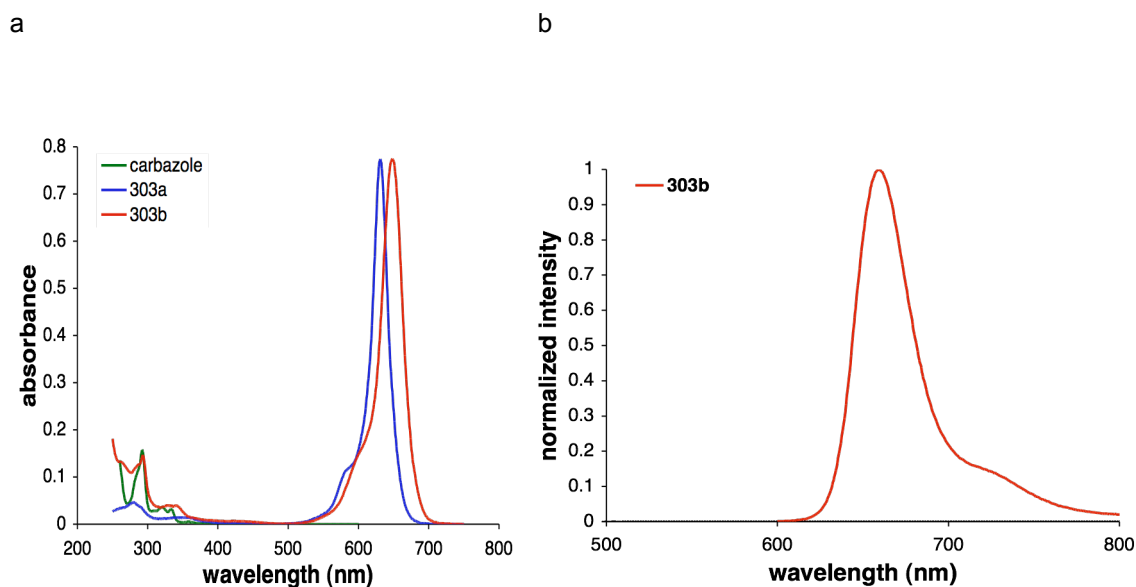 a
b
0.8
0.7
0.6
0.5
0.4
0.3
0.2
0.1
0
absorbance
carbazole
303a
303b
200 300 400 500 600 700 800
wavelength (nm)
1
0.9
0.8
0.7
0.6
0.5
0.4
0.3
0.2
0.1
0
normalized intensity
303b
500 600 700 800
wavelength (nm)